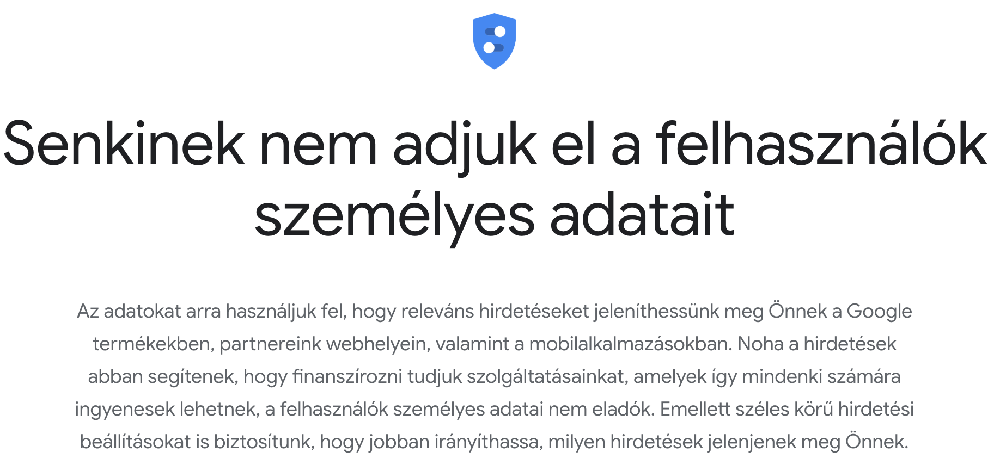 Senkinek nem adjuk el a felhasználók
személyes adatait
Az adatokat arra használjuk fel, hogy releváns hirdetéseket jeleníthessünk meg Önnek a Google
termékekben, partnereink webhelyein, valamint a mobilalkalmazásokban. Noha a hirdetések
abban segítenek, hogy finanszírozni tudjuk szolgáltatásainkat, amelyek így mindenki számára
ingyenesek lehetnek, a felhasználók személyes adatai nem eladók. Emellett széles körű hirdetési
beállításokat is biztosítunk, hogy jobban irányíthassa, milyen hirdetések jelenjenek meg Önnek.